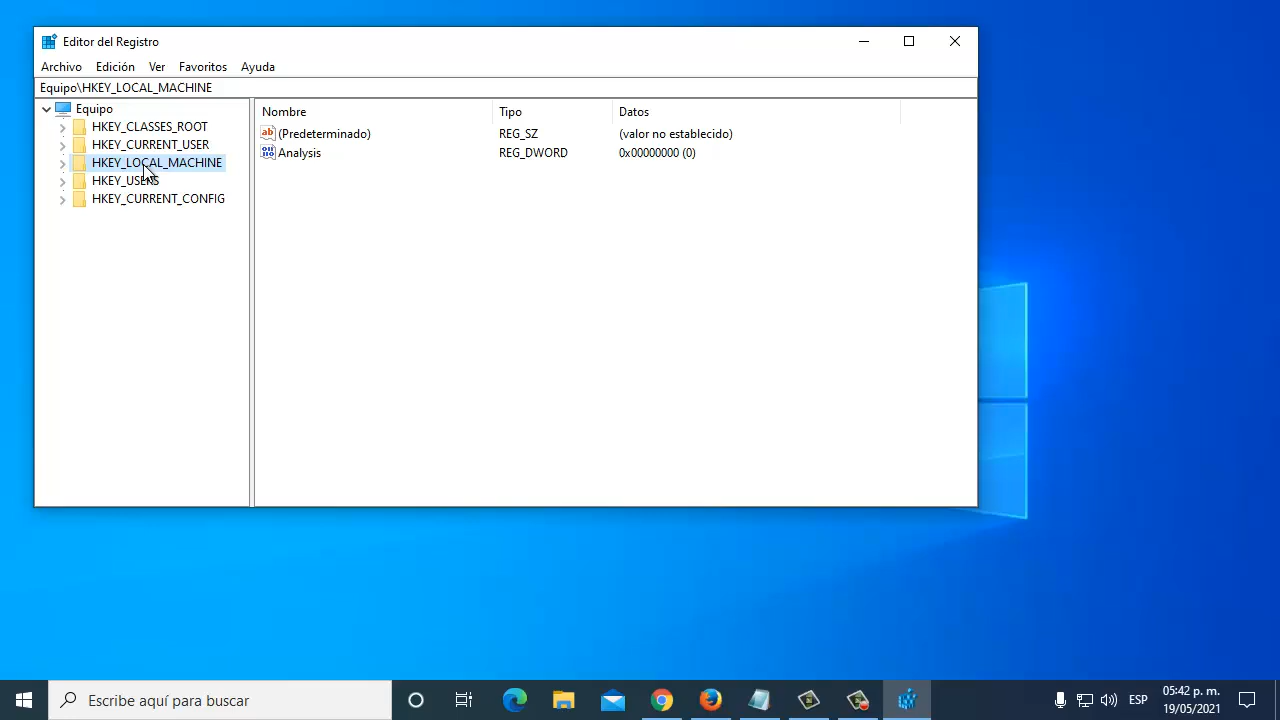 Editor del Registro
Archivo Edición Ver Favoritos Ayuda
Equipo\HKEY_LOCAL_MACHINE
Equipo
HKEY_CLASSES_ROOT
HKEY_CURRENT_USER
HKEY_LOCAL_MACHINE
HKEY_USERS
HKEY_CURRENT_CONFIG
Nombre Tipo Datos
(Predeterminado) REG_SZ (valor no establecido)
Analysis REG_DWORD 0x00000000 (0)
Escribe aquí para buscar
ESP
05:42 p. m.
19/05/2021